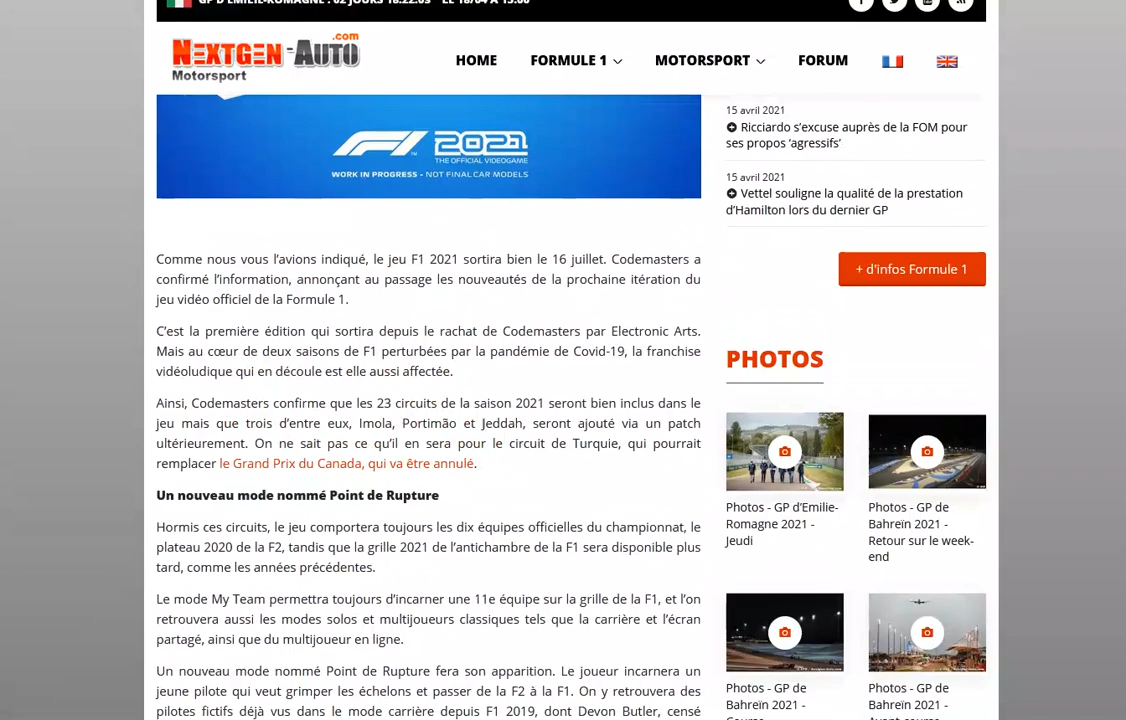 GP D'EMILIE-ROMAGNE : 02 JOURS 18:22:03 LE 18/04 À 15:00
NEXTGEN-AUTO
.com
Motorsport
HOME FORMULE 1 MOTORSPORT FORUM
F1 2021
™
THE OFFICIAL VIDEOGAME
WORK IN PROGRESS - NOT FINAL CAR MODELS
Comme nous vous l’avions indiqué, le jeu F1 2021 sortira bien le 16 juillet. Codemasters a
confirmé l’information, annonçant au passage les nouveautés de la prochaine itération du
jeu vidéo officiel de la Formule 1.
C’est la première édition qui sortira depuis le rachat de Codemasters par Electronic Arts.
Mais au cœur de deux saisons de F1 perturbées par la pandémie de Covid-19, la franchise
vidéoludique qui en découle est elle aussi affectée.
Ainsi, Codemasters confirme que les 23 circuits de la saison 2021 seront bien inclus dans le
jeu mais que trois d’entre eux, Imola, Portimão et Jeddah, seront ajouté via un patch
ultérieurement. On ne sait pas ce qu’il en sera pour le circuit de Turquie, qui pourrait
remplacer le Grand Prix du Canada, qui va être annulé.
Un nouveau mode nommé Point de Rupture
Hormis ces circuits, le jeu comportera toujours les dix équipes officielles du championnat, le
plateau 2020 de la F2, tandis que la grille 2021 de l’antichambre de la F1 sera disponible plus
tard, comme les années précédentes.
Le mode My Team permettra toujours d’incarner une 11e équipe sur la grille de la F1, et l’on
retrouvera aussi les modes solos et multijoueurs classiques tels que la carrière et l’écran
partagé, ainsi que du multijoueur en ligne.
Un nouveau mode nommé Point de Rupture fera son apparition. Le joueur incarnera un
jeune pilote qui veut grimper les échelons et passer de la F2 à la F1. On y retrouvera des
pilotes fictifs déjà vus dans le mode carrière depuis F1 2019, dont Devon Butler, censé
15 avril 2021
Ricciardo s’excuse auprès de la FOM pour
ses propos ‘agressifs’
15 avril 2021
Vettel souligne la qualité de la prestation
d’Hamilton lors du dernier GP
+ d'infos Formule 1
PHOTOS
Photos - GP d’Emilie-
Romagne 2021 -
Jeudi
Photos - GP de
Bahreïn 2021 -
Retour sur le week-
end
Photos - GP de
Bahreïn 2021 -
Course
Photos - GP de
Bahreïn 2021 -
Avant-course